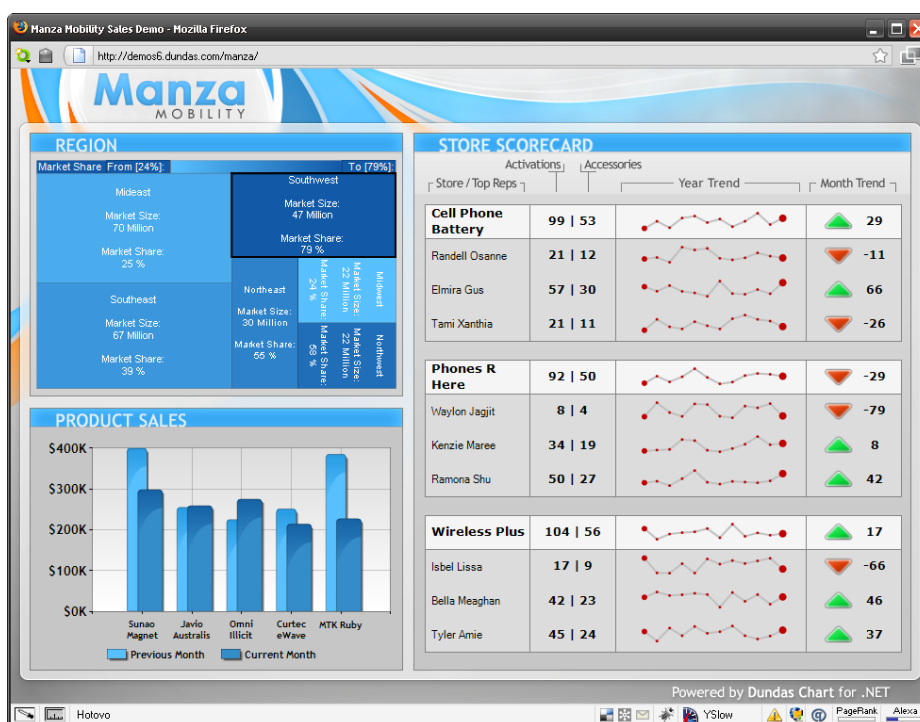 Manza Mobility Sales Demo - Mozilla Firefox
http://demos6.dundas.com/manza/
Manza
MOBILITY
REGION
Market Share From [24%]: To [79%]:
Mideast
Market Size:
70 Million
Market Share:
25 %
Southwest
Market Size:
47 Million
Market Share:
79 %
Southeast
Market Size:
67 Million
Market Share:
39 %
Northeast
Market Size:
30 Million
Market Share:
55 %
Midwest
Market Size:
22 Million
Market Share:
24 %
Northwest
Market Size:
22 Million
Market Share:
58 %
PRODUCT SALES
$400K
$300K
$200K
$100K
$0K
Sunao
Magnet
Javio
Australis
Omni
Illicit
Curtec
eWave
MTK Ruby
Previous Month Current Month
STORE SCORECARD
Activations Accessories
Store / Top Reps Year Trend Month Trend
Cell Phone
Battery 99 | 53 29
Randell Osanne 21 | 12 -11
Elmira Gus 57 | 30 66
Tami Xanthia 21 | 11 -26
Phones R
Here 92 | 50 -29
Waylon Jagjit 8 | 4 -79
Kenzie Maree 34 | 19 8
Ramona Shu 50 | 27 42
Wireless Plus 104 | 56 17
Isbel Lissa 17 | 9 -66
Bella Meaghan 42 | 23 46
Tyler Amie 45 | 24 37
Powered by Dundas Chart for .NET
Hotovo YSlow PageRank Alexa